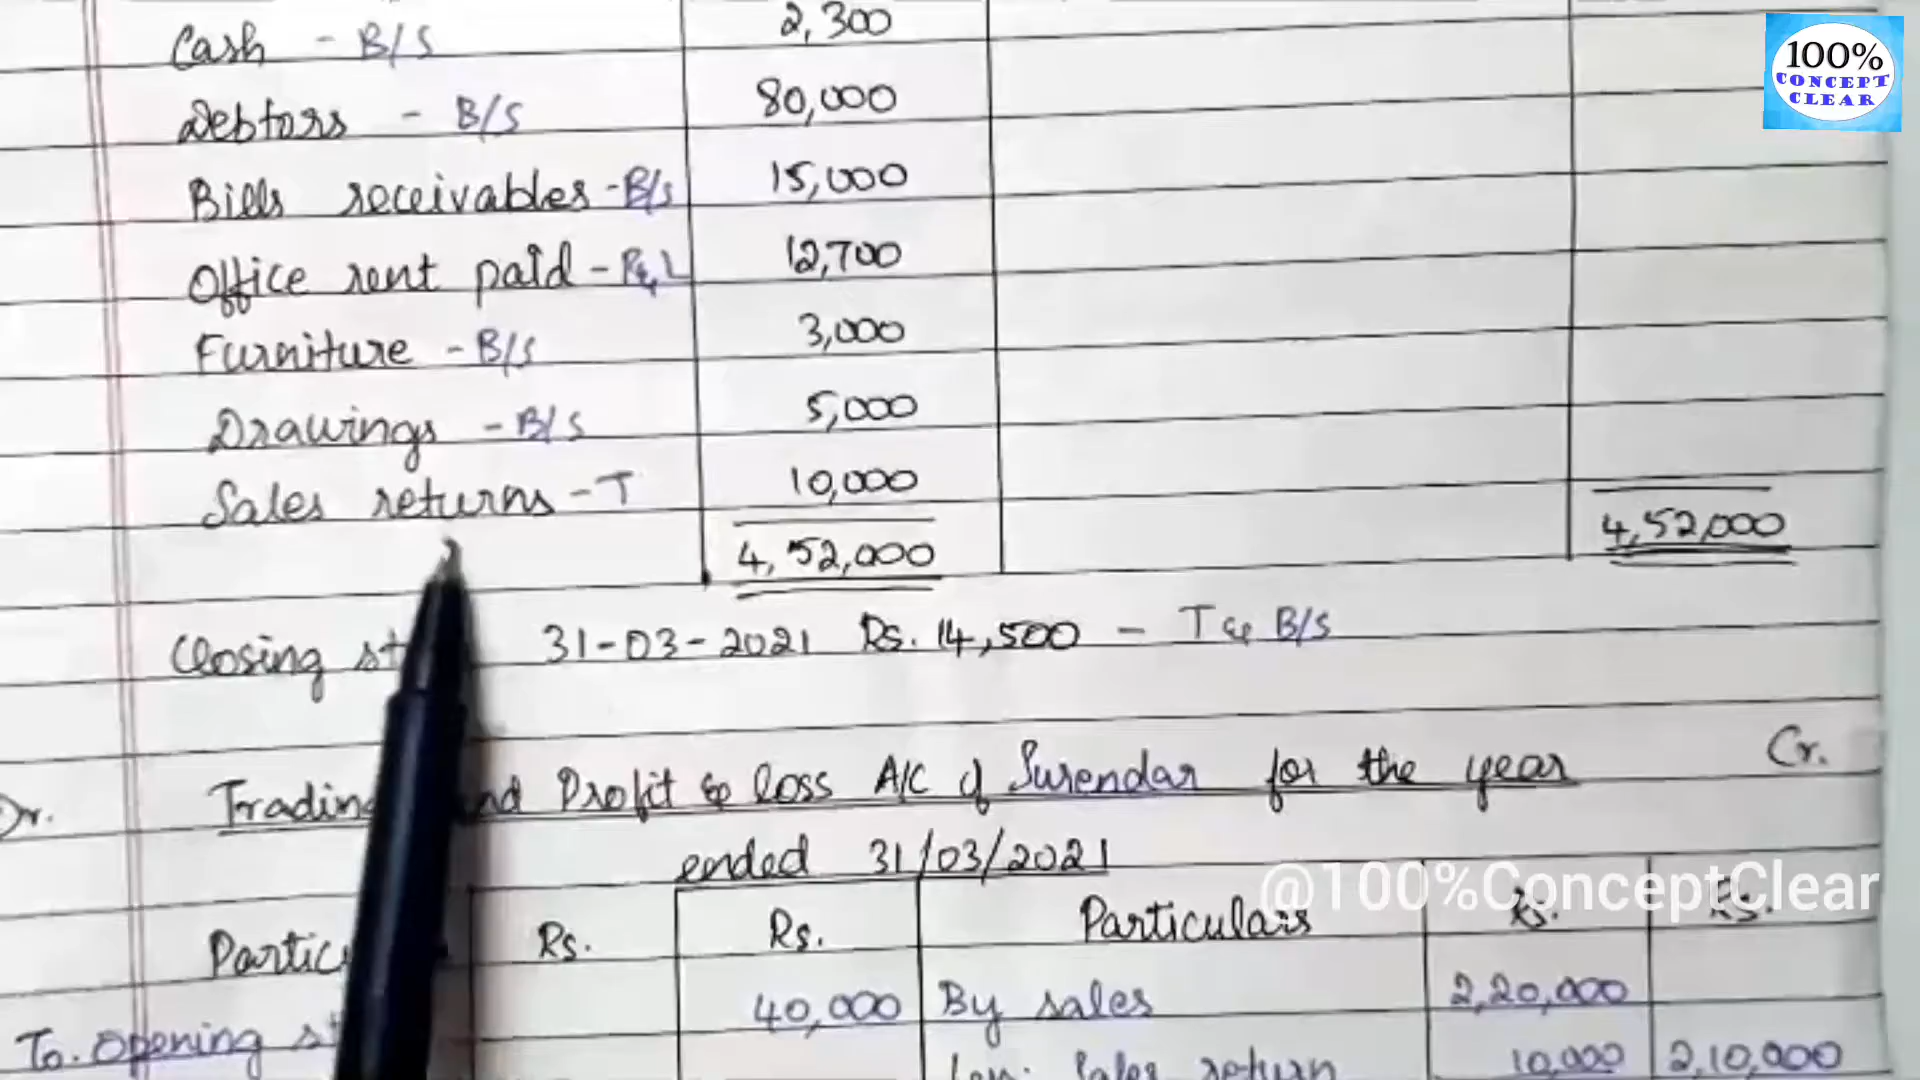 Cash - B/S 2,300
100%
CONCEPT
CLEAR
Debtors - B/S 80,000
Bills receivables - B/S 15,000
Office rent paid - P& L 12,700
Furniture - B/S 3,000
Drawings - B/S 5,000
Sales returns - T 10,000
4,52,000 4,52,000
Closing 31-03-2021 Rs. 14,500 - T & B/S
Dr. Trading Profit & loss A/C of Surendar for the year Cr.
ended 31/03/2021
@100%ConceptClear
Rs. Rs. Particulars Rs. Rs.
To. Opening 40,000 By sales 2,20,000
Less: Sales return 10,000 2,10,000